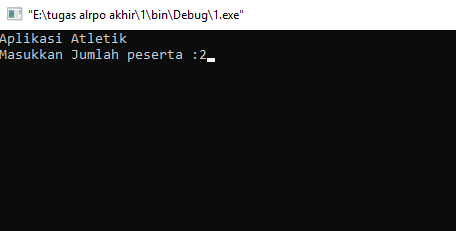 "E:\tugas alrpo akhir\1\bin\Debug\1.exe"
Aplikasi Atletik
Masukkan Jumlah peserta :2